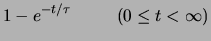 1 - e^{-t/τ} (0 ≤ t < ∞)